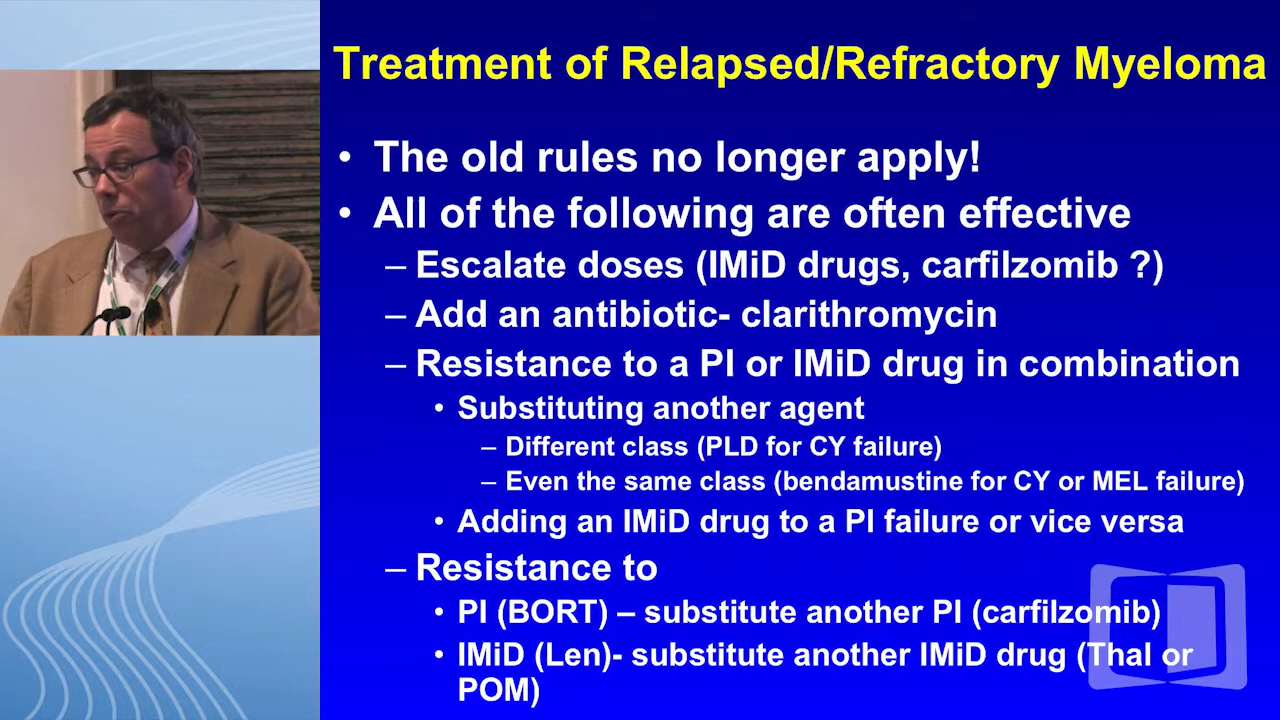 Treatment of Relapsed/Refractory Myeloma
• The old rules no longer apply!
• All of the following are often effective
– Escalate doses (IMiD drugs, carfilzomib ?)
– Add an antibiotic- clarithromycin
– Resistance to a PI or IMiD drug in combination
• Substituting another agent
– Different class (PLD for CY failure)
– Even the same class (bendamustine for CY or MEL failure)
• Adding an IMiD drug to a PI failure or vice versa
– Resistance to
• PI (BORT) – substitute another PI (carfilzomib)
• IMiD (Len)- substitute another IMiD drug (Thal or
POM)